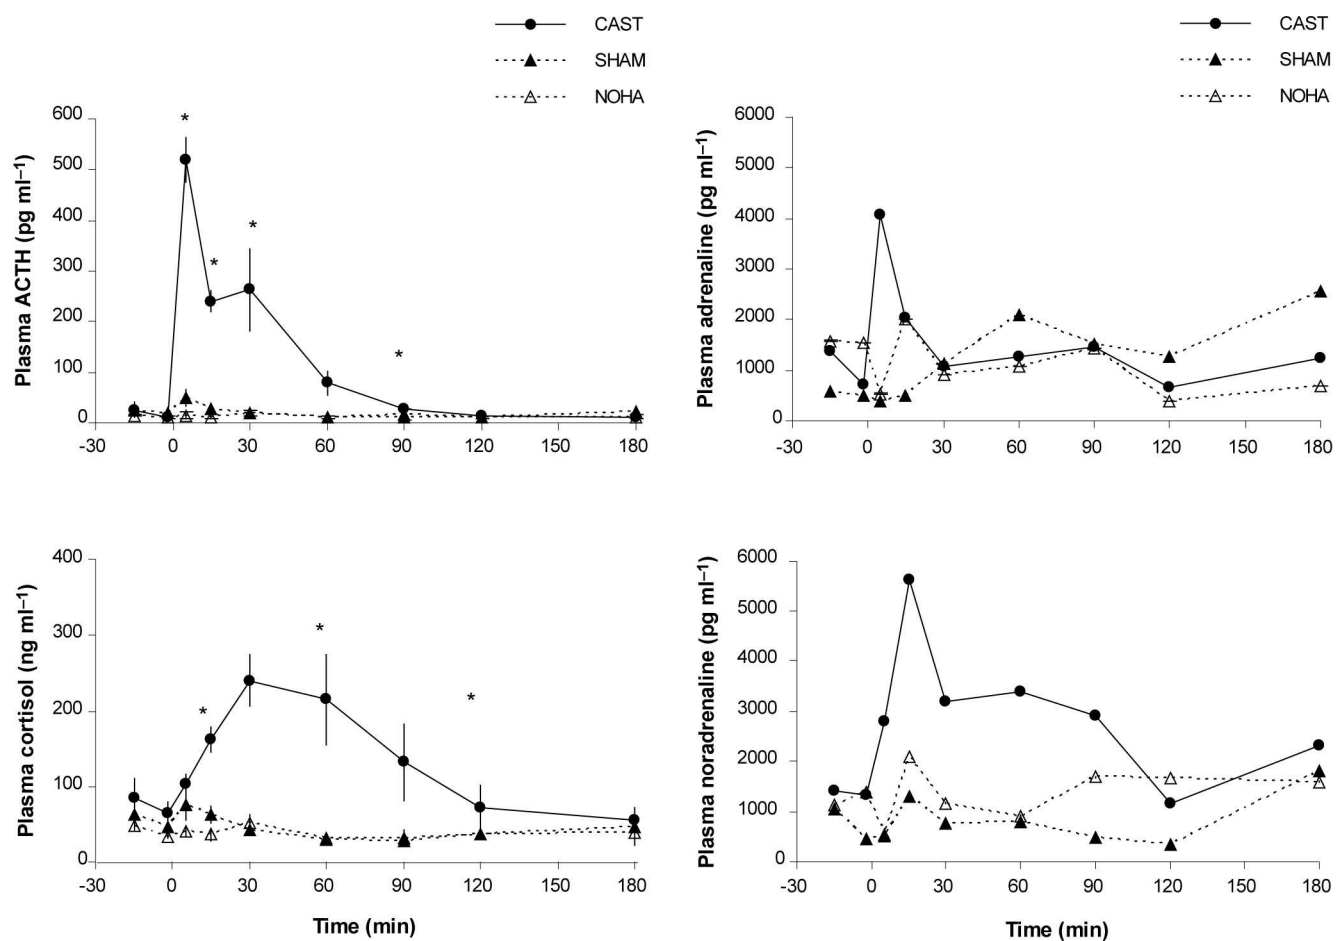 CAST
SHAM
NOHA
CAST
SHAM
NOHA
Plasma ACTH (pg ml−1)
600
500
400
300
200
100
0
-30 0 30 60 90 120 150 180
* * * *
Plasma adrenaline (pg ml−1)
6000
5000
4000
3000
2000
1000
0
-30 0 30 60 90 120 150 180
Plasma cortisol (ng ml−1)
400
300
200
100
0
-30 0 30 60 90 120 150 180
* * *
Time (min)
Plasma noradrenaline (pg ml−1)
6000
5000
4000
3000
2000
1000
0
-30 0 30 60 90 120 150 180
Time (min)